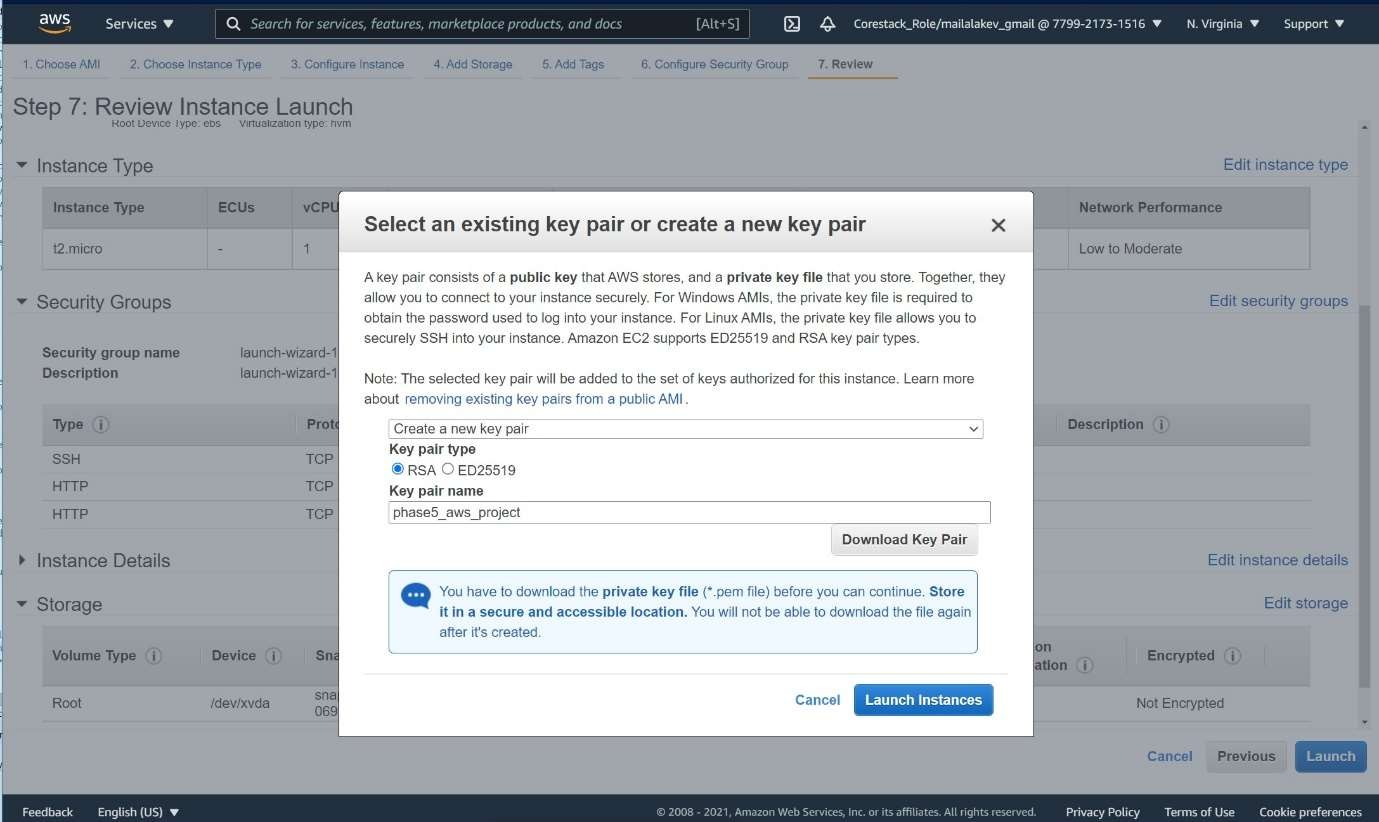 aws
Services
Search for services, features, marketplace products, and docs
[Alt+S]
Corestack_Role/mailalakev_gmail @ 7799-2173-1516
N. Virginia
Support
1. Choose AMI
2. Choose Instance Type
3. Configure Instance
4. Add Storage
5. Add Tags
6. Configure Security Group
7. Review
Step 7: Review Instance Launch
Root Device Type: ebs Virtualization type: hvm
Instance Type
Edit instance type
Instance Type
ECUs
vCPU
Network Performance
t2.micro
-
1
Low to Moderate
Security Groups
Edit security groups
Security group name
launch-wizard-1
Description
launch-wizard-1
Type
Proto
Description
SSH
TCP
HTTP
TCP
HTTP
TCP
Instance Details
Edit instance details
Storage
Edit storage
Volume Type
Device
Sna
on
ation
Encrypted
Root
/dev/xvda
snap
069
Not Encrypted
Select an existing key pair or create a new key pair
A key pair consists of a public key that AWS stores, and a private key file that you store. Together, they
allow you to connect to your instance securely. For Windows AMIs, the private key file is required to
obtain the password used to log into your instance. For Linux AMIs, the private key file allows you to
securely SSH into your instance. Amazon EC2 supports ED25519 and RSA key pair types.
Note: The selected key pair will be added to the set of keys authorized for this instance. Learn more
about removing existing key pairs from a public AMI .
Create a new key pair
Key pair type
RSA ED25519
Key pair name
phase5_aws_project
Download Key Pair
You have to download the private key file (*.pem file) before you can continue. Store
it in a secure and accessible location. You will not be able to download the file again
after it's created.
Cancel
Launch Instances
Cancel
Previous
Launch
Feedback
English (US)
© 2008 - 2021, Amazon Web Services, Inc. or its affiliates. All rights reserved.
Privacy Policy
Terms of Use
Cookie preferences